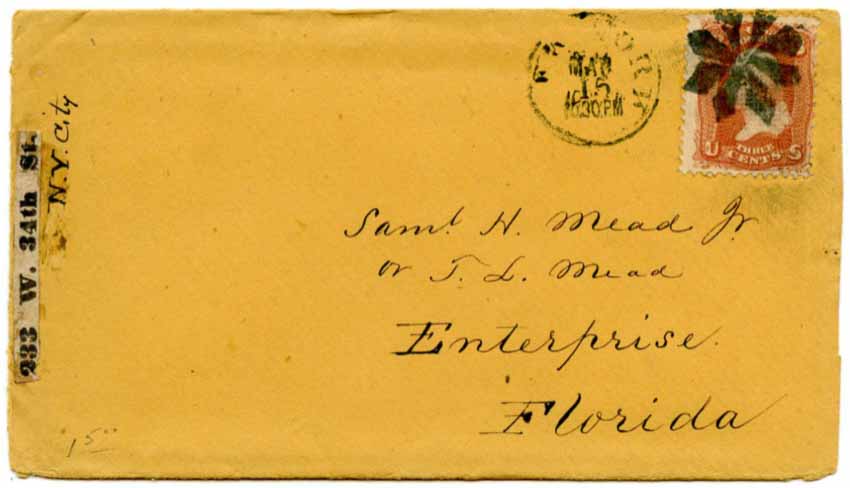 NEW YORK
MAR
15
10.30 PM
U S
THREE
CENTS
Saml. H. Mead Jr.
or T. L. Mead
Enterprise.
Florida
233 W. 34th St.
N.Y. City
15⁰⁰